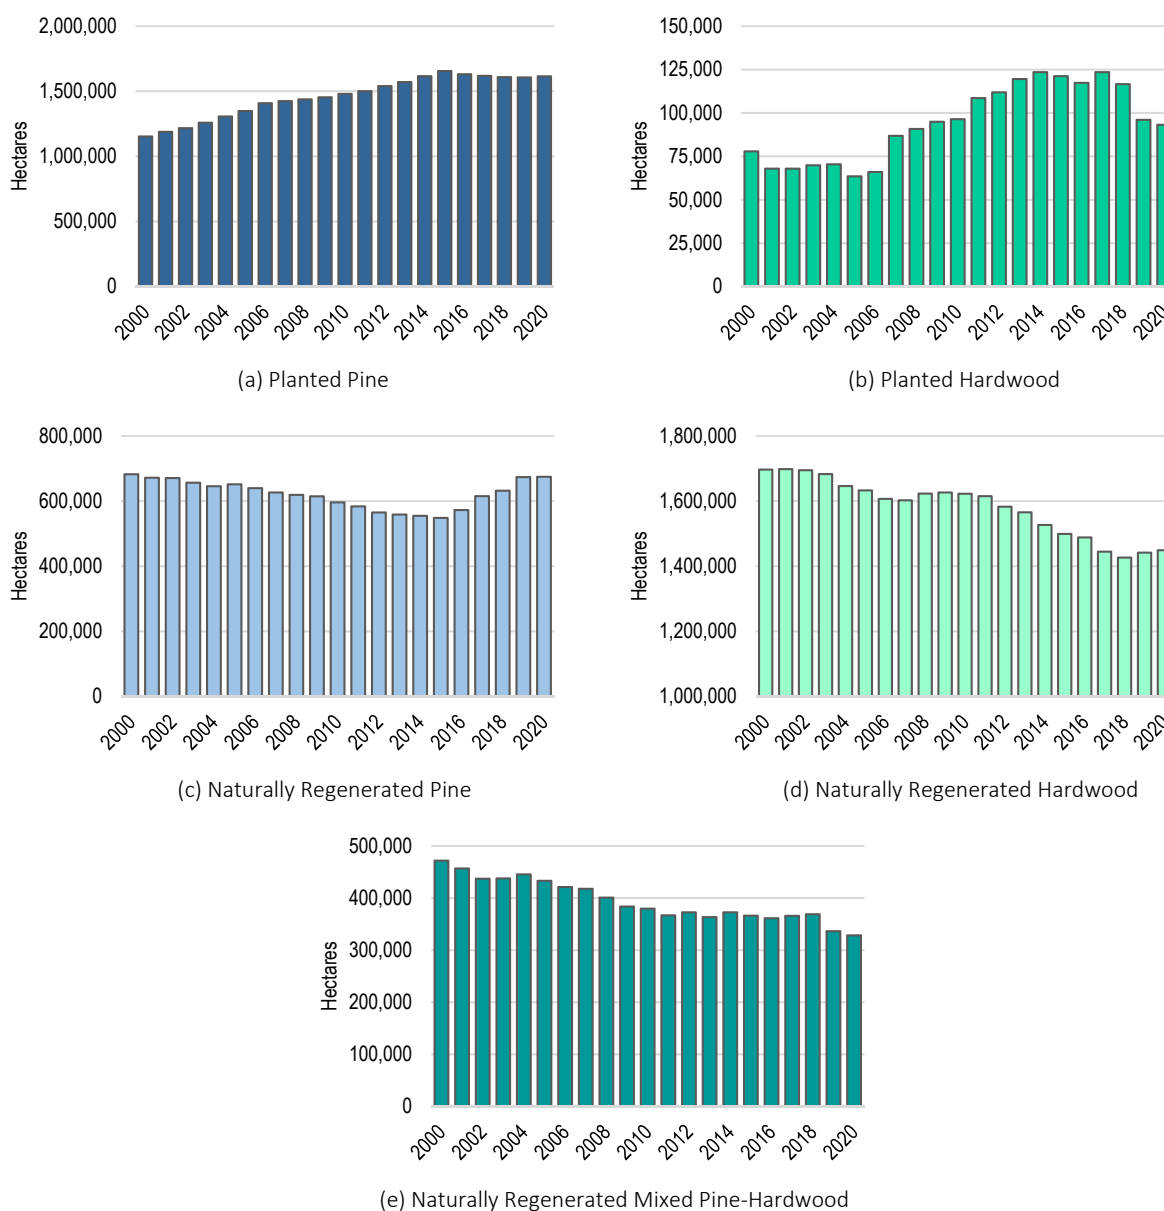 2,000,000
1,500,000
1,000,000
500,000
0
Hectares
2000 2002 2004 2006 2008 2010 2012 2014 2016 2018 2020
(a) Planted Pine
150,000
125,000
100,000
75,000
50,000
25,000
0
Hectares
2000 2002 2004 2006 2008 2010 2012 2014 2016 2018 2020
(b) Planted Hardwood
800,000
600,000
400,000
200,000
0
Hectares
2000 2002 2004 2006 2008 2010 2012 2014 2016 2018 2020
(c) Naturally Regenerated Pine
1,800,000
1,600,000
1,400,000
1,200,000
1,000,000
Hectares
2000 2002 2004 2006 2008 2010 2012 2014 2016 2018 2020
(d) Naturally Regenerated Hardwood
500,000
400,000
300,000
200,000
100,000
0
Hectares
2000 2002 2004 2006 2008 2010 2012 2014 2016 2018 2020
(e) Naturally Regenerated Mixed Pine-Hardwood